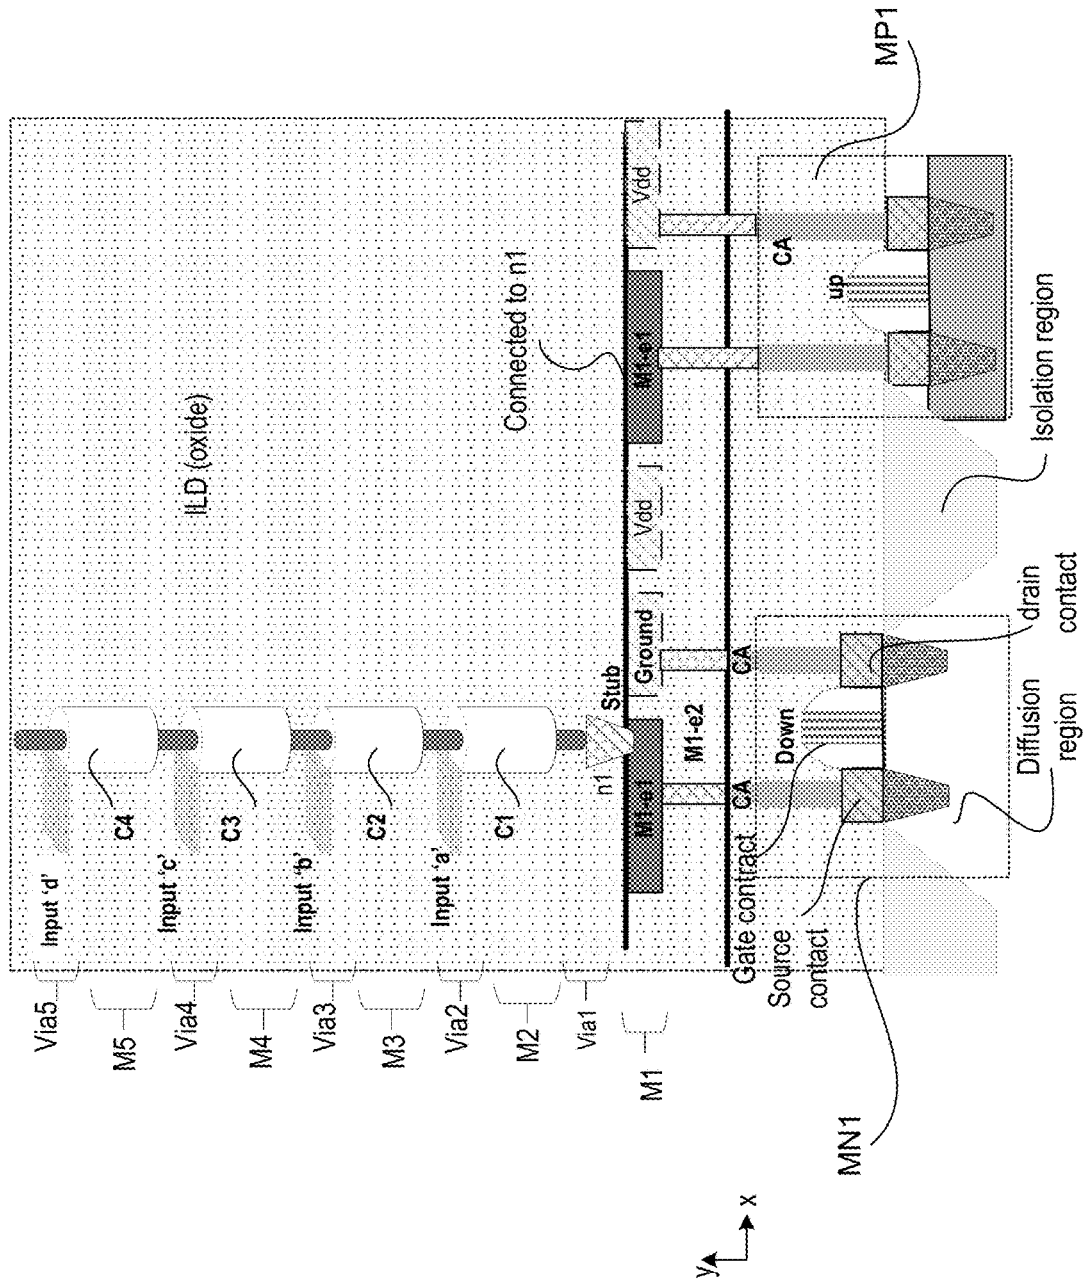 Via5
M5
Via4
M4
Via3
M3
Via2
M2
Via1
M1
Input 'd'
C4
Input 'c'
C3
Input 'b'
C2
Input 'a'
C1
n1
Stub
ILD (oxide)
Connected to n1
M1-e1
Ground
Vdd
M1-e1
Vdd
M1-e2
CA
CA
CA
Down
up
Gate contract
Source
contact
drain
contact
Diffusion
region
Isolation region
MN1
MP1
y
x